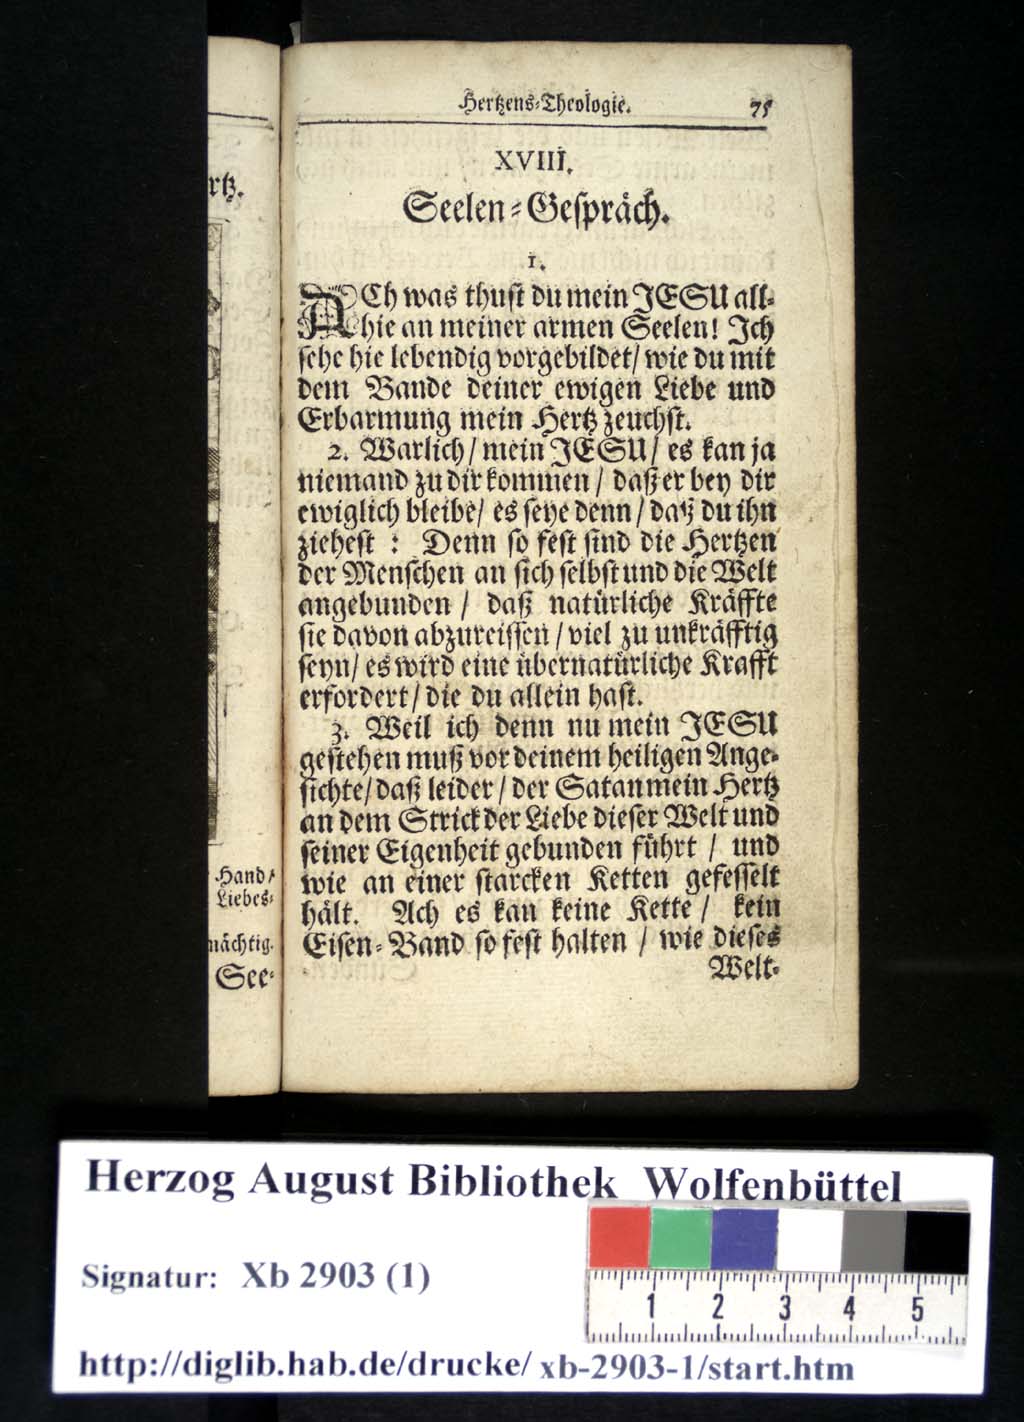 Hertzens-Theologie. 75
XVIII.
Seelen-Gespräch.
1.
ACh was thust du mein JESU all-
hie an meiner armen Seelen! Ich
sehe hie lebendig vorgebildet/ wie du mit
dem Bande deiner ewigen Liebe und
Erbarmung mein Hertz zeuchst.
2. Warlich/ mein JESU/ es kan ja
niemand zu dir kommen/ daß er bey dir
ewiglich bleibe/ es seye denn/ daß du ihn
ziehest: Denn so fest sind die Hertzen
der Menschen an sich selbst und die Welt
angebunden/ daß natürliche Kräffte
sie davon abzureissen/ viel zu unkräfftig
seyn/ es wird eine übernatürliche Krafft
erfordert/ die du allein hast.
3. Weil ich denn nu mein JESU
gestehen muß vor deinem heiligen Ange-
sichte/ daß leider/ der Satan mein Hertz
an dem Strick der Liebe dieser Welt und
seiner Eigenheit gebunden führt/ und
wie an einer starcken Ketten gefesselt
hält. Ach es kan keine Kette/ kein
Eisen-Band so fest halten/ wie dieses
Welt-
rtz.
Hand/
Liebes-
mächtig.
See-
Herzog August Bibliothek Wolfenbüttel
Signatur: Xb 2903 (1)
1 2 3 4 5
http://diglib.hab.de/drucke/xb-2903-1/start.htm